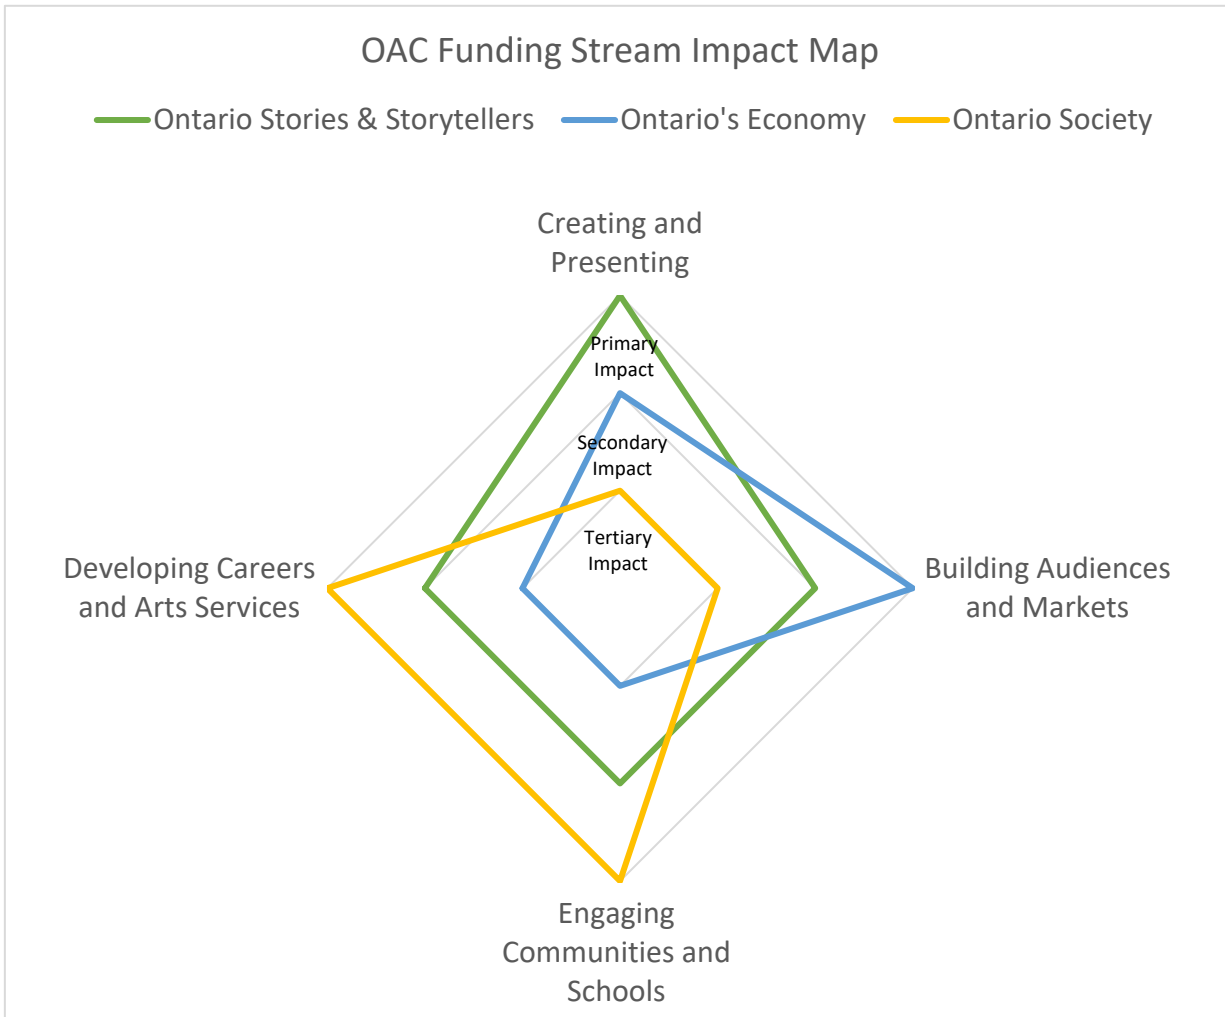 OAC Funding Stream Impact Map
Ontario Stories & Storytellers
Ontario's Economy
Ontario Society
Creating and
Presenting
Primary
Impact
Secondary
Impact
Tertiary
Impact
Developing Careers
and Arts Services
Building Audiences
and Markets
Engaging
Communities and
Schools